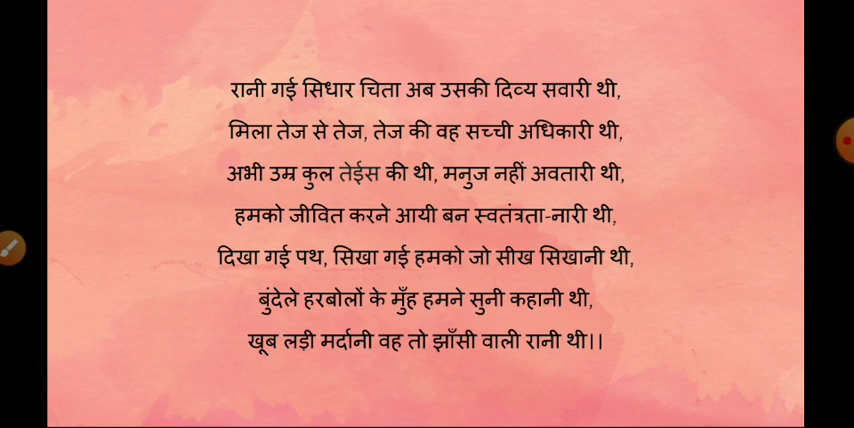 रानी गई सिधार चिता अब उसकी दिव्य सवारी थी,
मिला तेज से तेज, तेज की वह सच्ची अधिकारी थी,
अभी उम्र कुल तेईस की थी, मनुज नहीं अवतारी थी,
हमको जीवित करने आयी बन स्वतंत्रता-नारी थी,
दिखा गई पथ, सिखा गई हमको जो सीख सिखानी थी,
बुंदेले हरबोलों के मुँह हमने सुनी कहानी थी,
खूब लड़ी मर्दानी वह तो झाँसी वाली रानी थी।।